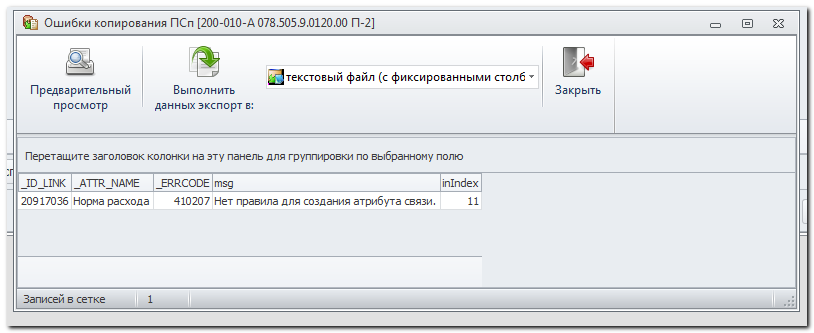 Ошибки копирования ПСп [200-010-А 078.505.9.0120.00 П-2]
Предварительный
просмотр
Выполнить
данных экспорт в:
текстовый файл (с фиксированными столб
Закрыть
Перетащите заголовок колонки на эту панель для группировки по выбранному полю
_ID_LINK _ATTR_NAME _ERRCODE msg inIndex
20917036 Норма расхода 410207 Нет правила для создания атрибута связи. 11
Записей в сетке 1